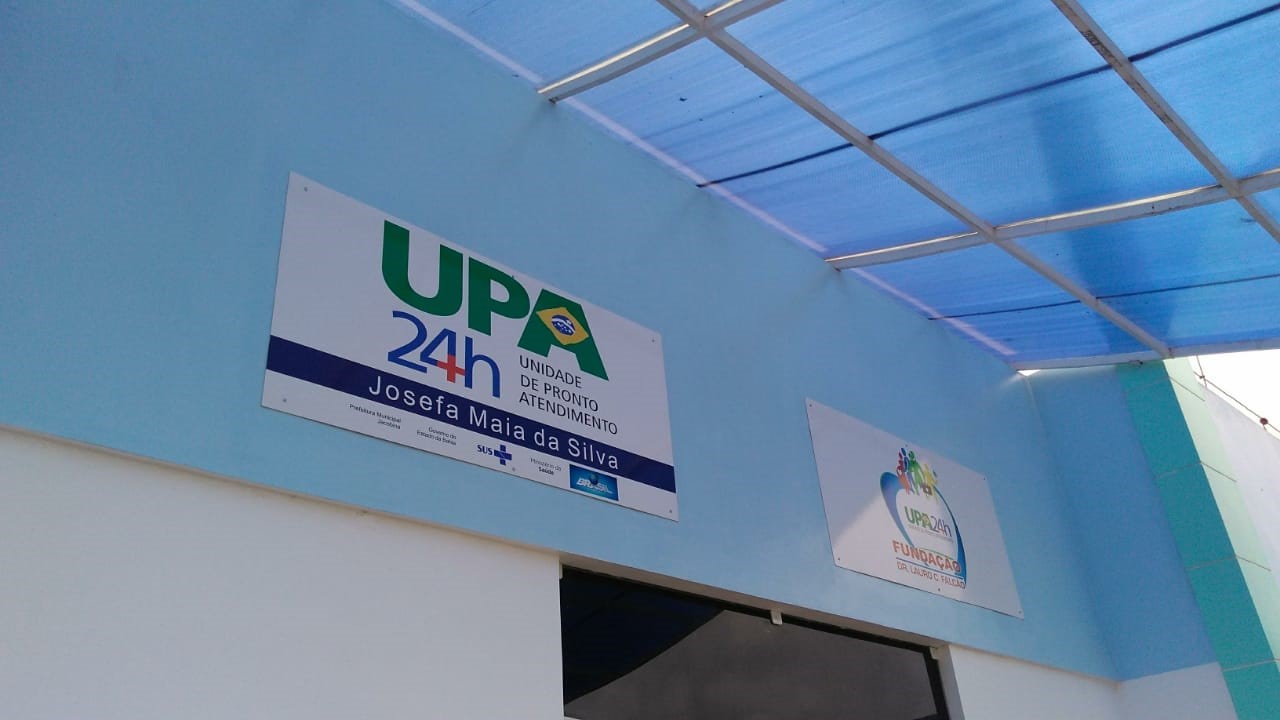 UPA
24h
UNIDADE
DE PRONTO
ATENDIMENTO
Josefa Maia da Silva
Prefeitura Municipal
Jacobina
Governo do
Estado da Bahia
SUS
Ministério da
Saúde
BRASIL
UPA24h
FUNDAÇÃO
DR. LAURO C. FALCÃO